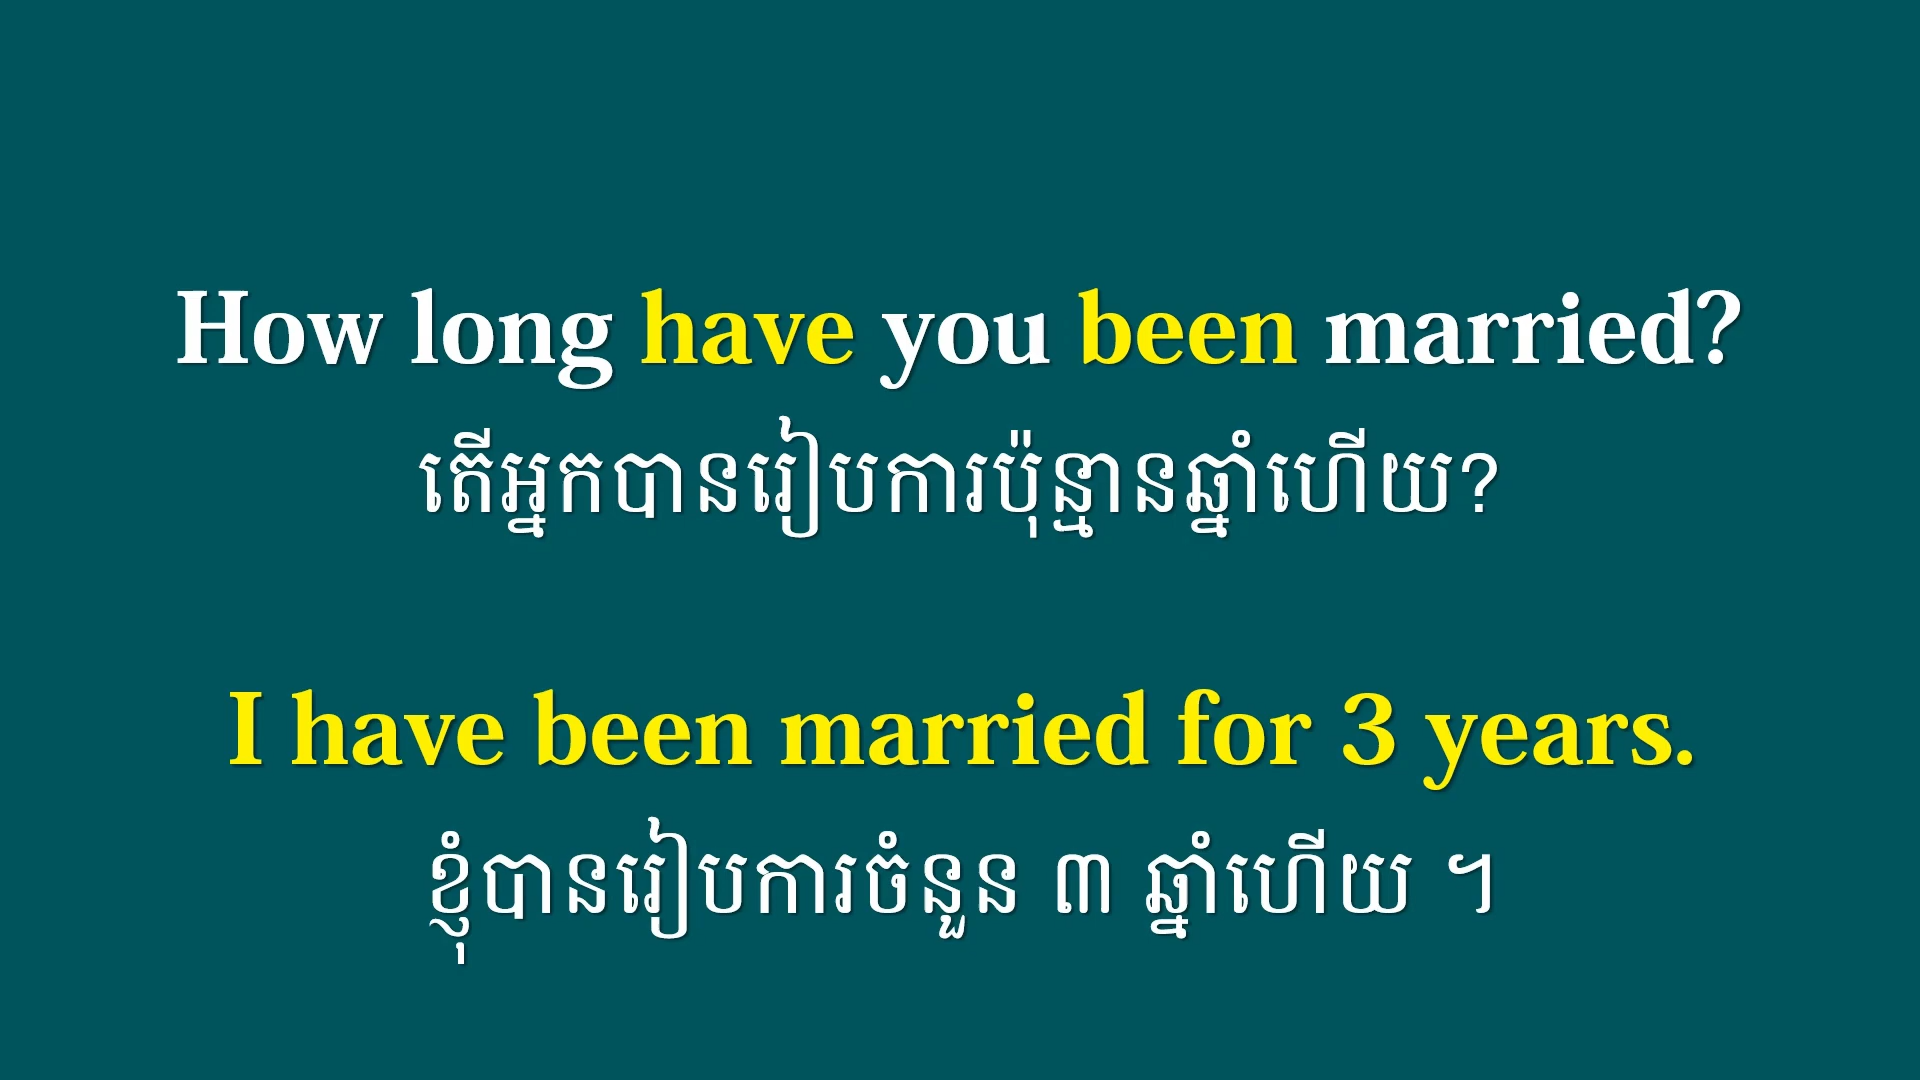 How long have you been married?
តើអ្នកបានរៀបការប៉ុន្មានឆ្នាំហើយ?
I have been married for 3 years.
ខ្ញុំបានរៀបការចំនួន ៣ ឆ្នាំហើយ ។